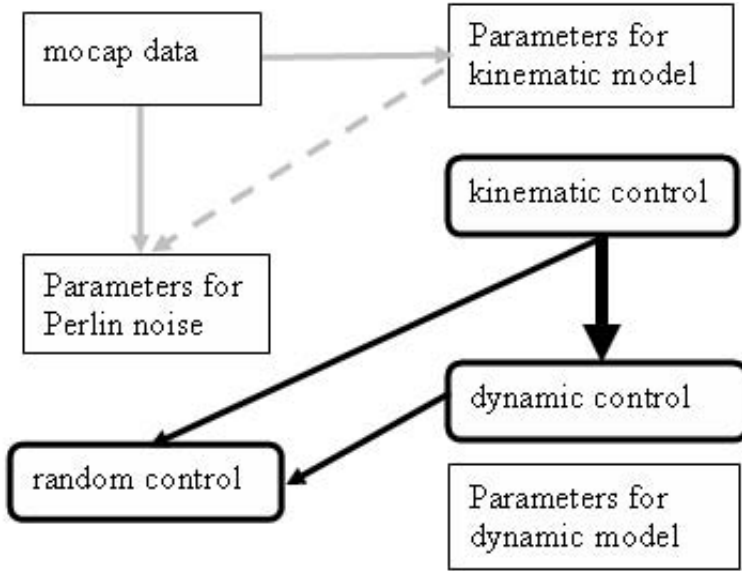 mocap data
Parameters for
kinematic model
kinematic control
Parameters for
Perlin noise
dynamic control
random control
Parameters for
dynamic model